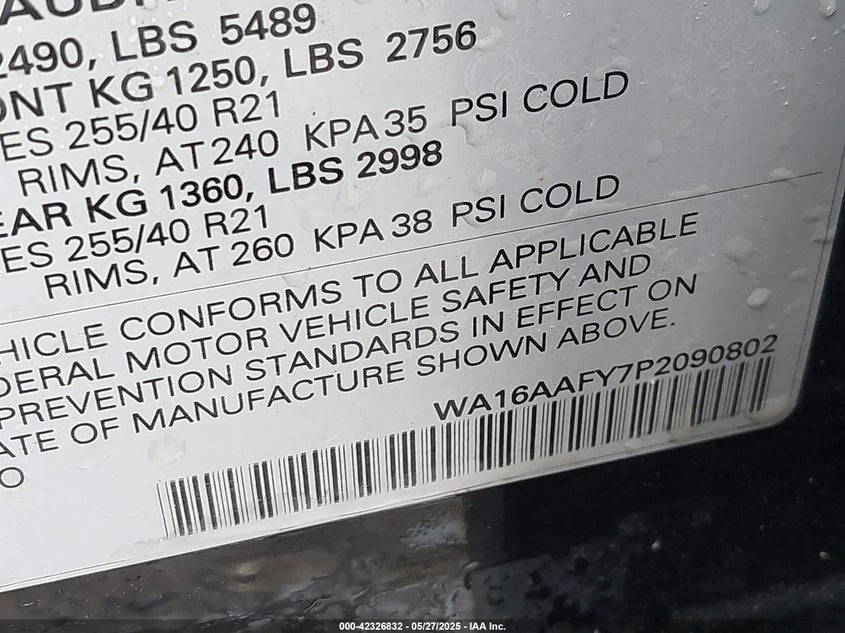 2490, LBS 5489
ONT KG 1250, LBS 2756
ES 255/40 R21
RIMS, AT 240 KPA 35 PSI COLD
EAR KG 1360, LBS 2998
ES 255/40 R21
RIMS, AT 260 KPA 38 PSI COLD
HICLE CONFORMS TO ALL APPLICABLE
DERAL MOTOR VEHICLE SAFETY AND
PREVENTION STANDARDS IN EFFECT ON
ATE OF MANUFACTURE SHOWN ABOVE.
WA16AAFY7P2090802
O
000-42326832 - 05/27/2025 - IAA Inc.